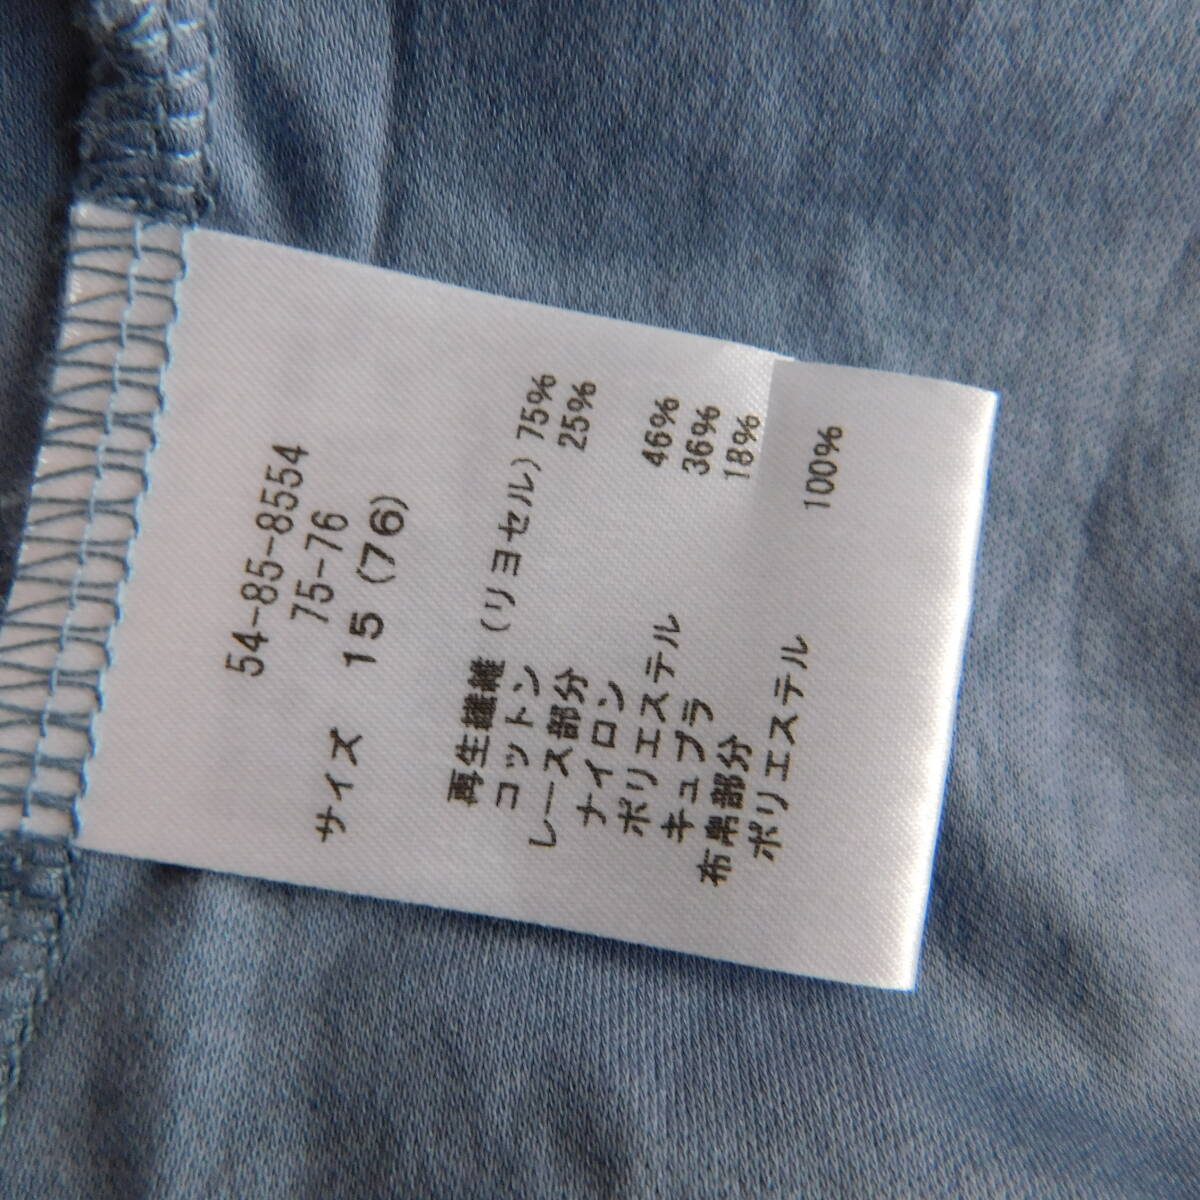 54-85-8554
75-76
サイズ 15(76)
再生繊維(リヨセル)75%
コットン 25%
レース部分
ナイロン 46%
ポリエステル 36%
キュプラ 18%
布帛部分
ポリエステル 100%